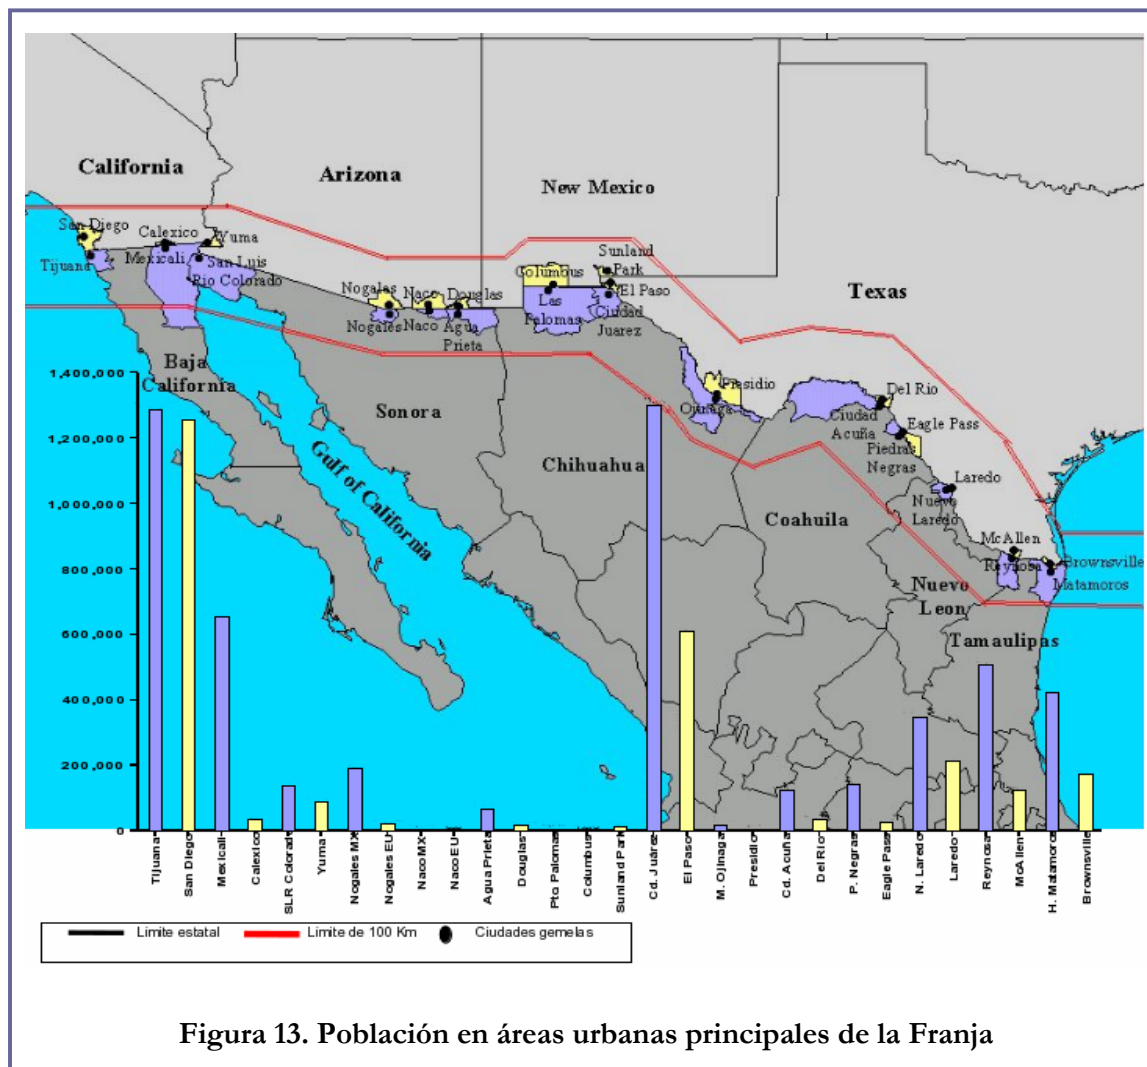 California
Arizona
New Mexico
Texas
San Diego
Tijuana
Calexico
Mexicali
Yuma
San Luis
Rio Colorado
Nogales
Nogales
Naco
Naco
Douglas
Agua
Prieta
Columbus
Las
Palomas
Sunland
Park
El Paso
Ciudad
Juarez
Presidio
Ojinaga
Del Rio
Ciudad
Acuña
Eagle Pass
Piedras
Negras
Laredo
Nuevo
Laredo
McAllen
Reynosa
Brownsville
Matamoros
Baja
California
Sonora
Gulf of California
Chihuahua
Coahuila
Nuevo
Leon
Tamaulipas
1,400,000
1,200,000
1,000,000
800,000
600,000
400,000
200,000
0
Tijuana
San Diego
Mexicali
Calexico
SLR Colorado
Yuma
Nogales MX
Nogales EU
Naco MX
Naco EU
Agua Prieta
Douglas
Pto Palomas
Columbus
Sunland Park
Cd. Juárez
El Paso
M. Ojinaga
Presidio
Cd. Acuña
Del Rio
P. Negras
Eagle Pass
N. Laredo
Laredo
Reynosa
McAllen
H. Matamoros
Brownsville
Limite estatal
Limite de 100 Km
Ciudades gemelas
Figura 13. Población en áreas urbanas principales de la Franja